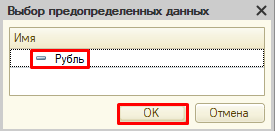 Выбор предопределенных данных
Имя
Рубль
ОК
Отмена